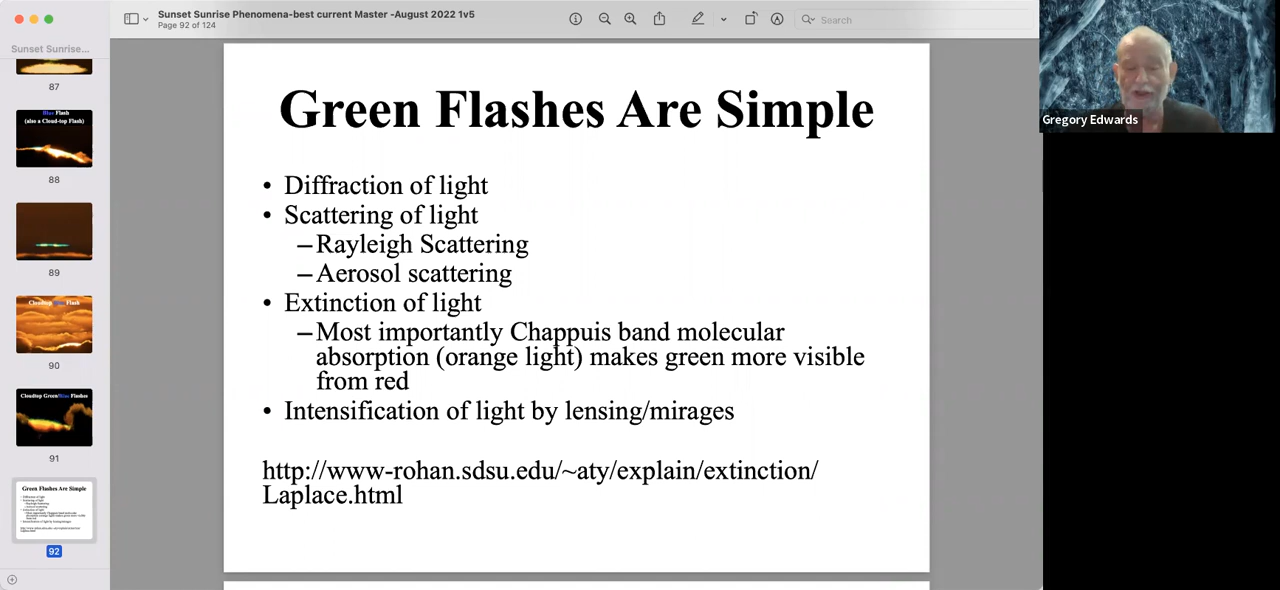 Sunset Sunrise Phenomena-best current Master -August 2022 1v5
Page 92 of 124
Search
Sunset Sunrise...
87
Blue Flash
(also a Cloud-top Flash)
88
89
90
Cloudtop Green/Blue Flashes
91
Green Flashes Are Simple
92
Green Flashes Are Simple
• Diffraction of light
• Scattering of light
–Rayleigh Scattering
–Aerosol scattering
• Extinction of light
–Most importantly Chappuis band molecular
absorption (orange light) makes green more visible
from red
• Intensification of light by lensing/mirages
http://www-rohan.sdsu.edu/~aty/explain/extinction/
Laplace.html
Gregory Edwards